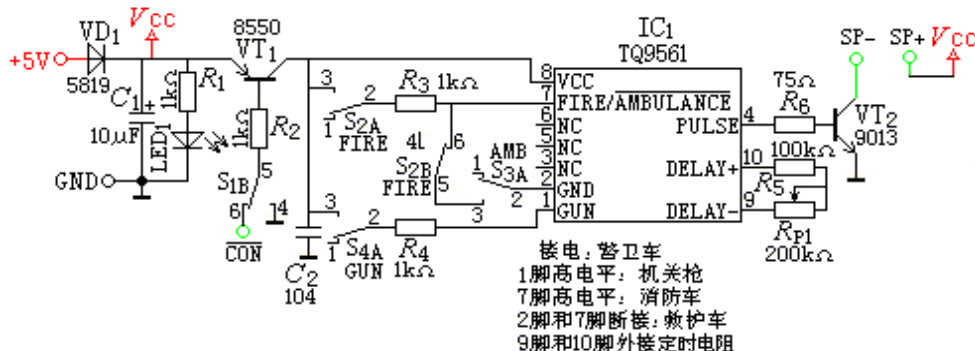 VD1
VCC
8550
VT1
IC1
TQ9561
SP-
SP+
VCC
+5V
5819
C1
+
10μF
R1
1kΩ
LED1
GND
R2
1kΩ
S1B
6
5
4
CON
3
2
1
S2A
FIRE
R3
1kΩ
4
6
S2B
FIRE
5
AMB
1
S3A
2
3
3
2
1
S4A
GUN
R4
1kΩ
C2
104
8
VCC
7
FIRE/AMBULANCE
6
NC
5
NC
3
NC
2
GND
1
GUN
PULSE
4
DELAY+
10
DELAY-
9
75Ω
R6
VT2
9013
100kΩ
R5
RP1
200kΩ
接电：警卫车
1脚高电平：机关枪
7脚高电平：消防车
2脚和7脚断接：救护车
9脚和10脚外接定时电阻